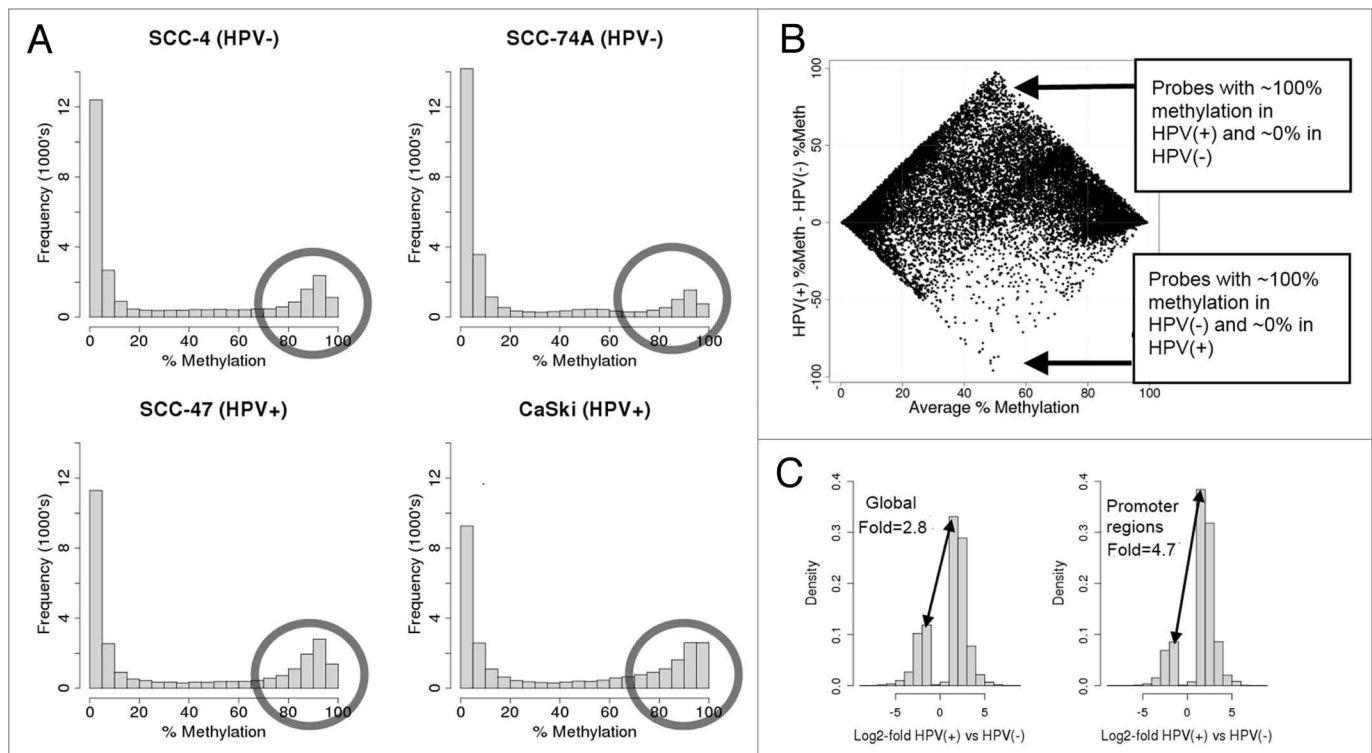 A
SCC-4 (HPV-)
Frequency (1000's)
12
8
4
0
0 20 40 60 80 100
% Methylation
SCC-74A (HPV-)
Frequency (1000's)
12
8
4
0
0 20 40 60 80 100
% Methylation
SCC-47 (HPV+)
Frequency (1000's)
12
8
4
0
0 20 40 60 80 100
% Methylation
CaSki (HPV+)
Frequency (1000's)
12
8
4
0
0 20 40 60 80 100
% Methylation
B
HPV(+) %Meth - HPV(-) %Meth
100
50
0
-50
-100
0 20 40 60 80 100
Average % Methylation
Probes with ~100%
methylation in
HPV(+) and ~0% in
HPV(-)
Probes with ~100%
methylation in
HPV(-) and ~0% in
HPV(+)
C
Density
0.4
0.3
0.2
0.1
0.0
Global
Fold=2.8
-5 0 5
Log2-fold HPV(+) vs HPV(-)
Density
0.4
0.3
0.2
0.1
0.0
Promoter
regions
Fold=4.7
-5 0 5
Log2-fold HPV(+) vs HPV(-)